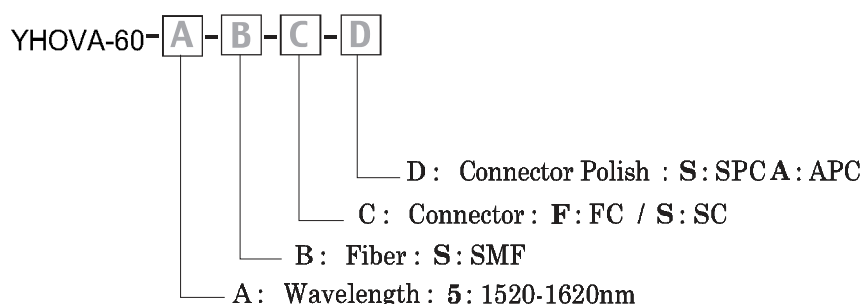 YHOVA-60-A-B-C-D
D: Connector Polish : S:SPC A:APC
C: Connector: F:FC / S:SC
B: Fiber: S:SMF
A: Wavelength: 5:1520-1620nm